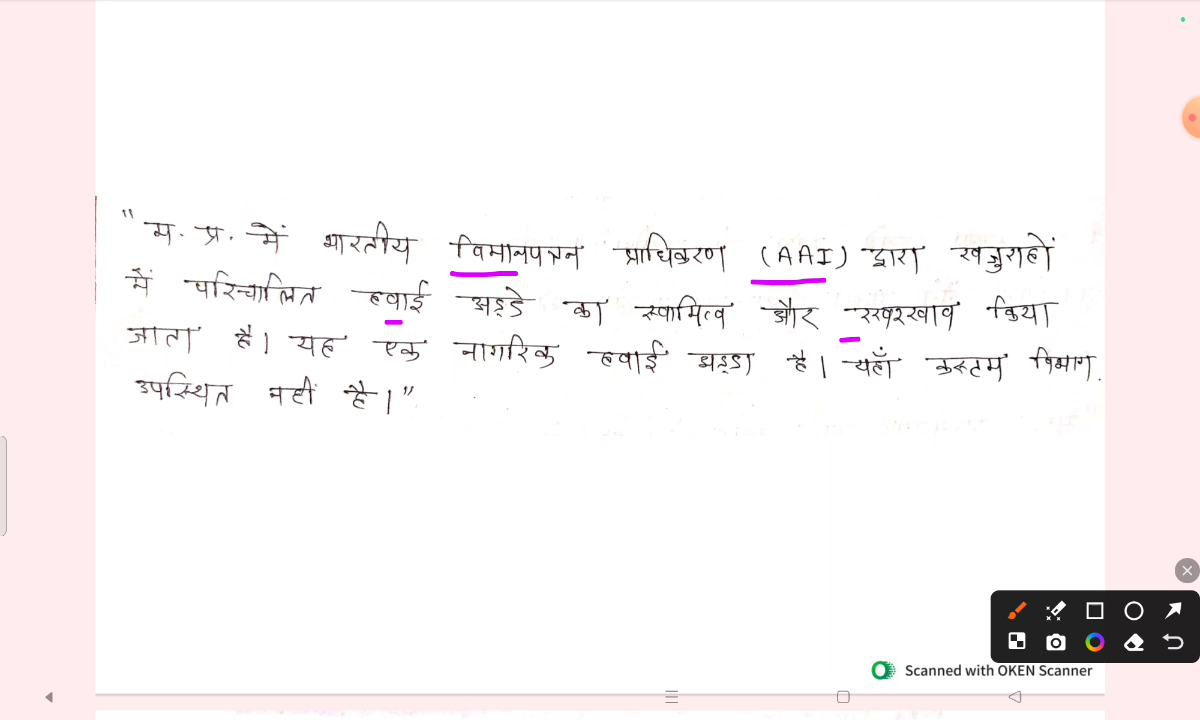 "म. प्र. में भारतीय विमानपत्तन प्राधिकरण (AAI) द्वारा खजुराहों
में परिचालित हवाई अड्डे का स्वामित्व और रखरखाव किया
जाता है। यह एक नागरिक हवाई अड्डा है। यहाँ कस्टम विभाग
उपस्थित नहीं है।"
Scanned with OKEN Scanner